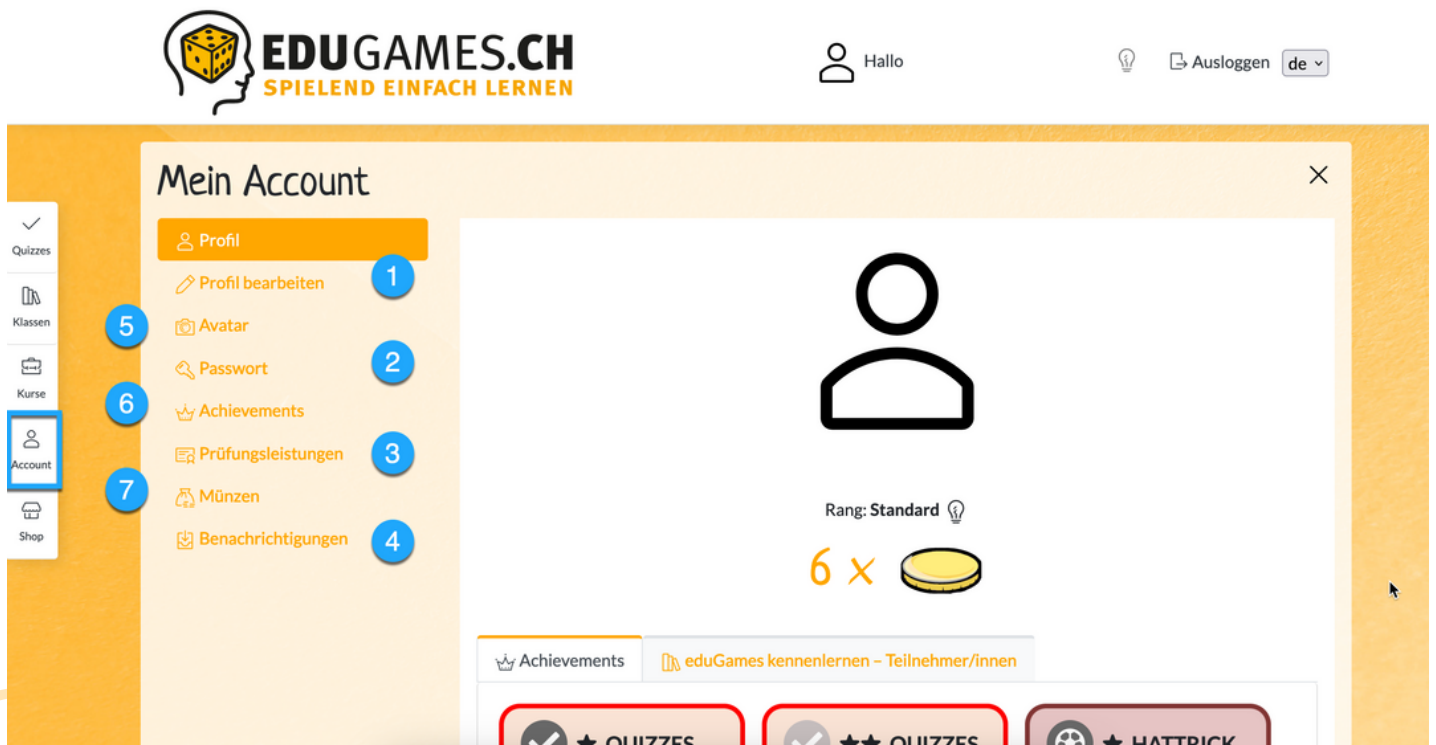 EDUGAMES.CH
SPIELEND EINFACH LERNEN
Hallo
Ausloggen
de
Mein Account
Quizzes
Klassen
Kurse
Account
Shop
Profil
Profil bearbeiten
1
5
Avatar
Passwort
2
6
Achievements
Prüfungsleistungen
3
7
Münzen
Benachrichtigungen
4
Rang: Standard
6 x
Achievements
eduGames kennenlernen – Teilnehmer/innen
★ QUIZZES
★★ QUIZZES
★ HATTRICK